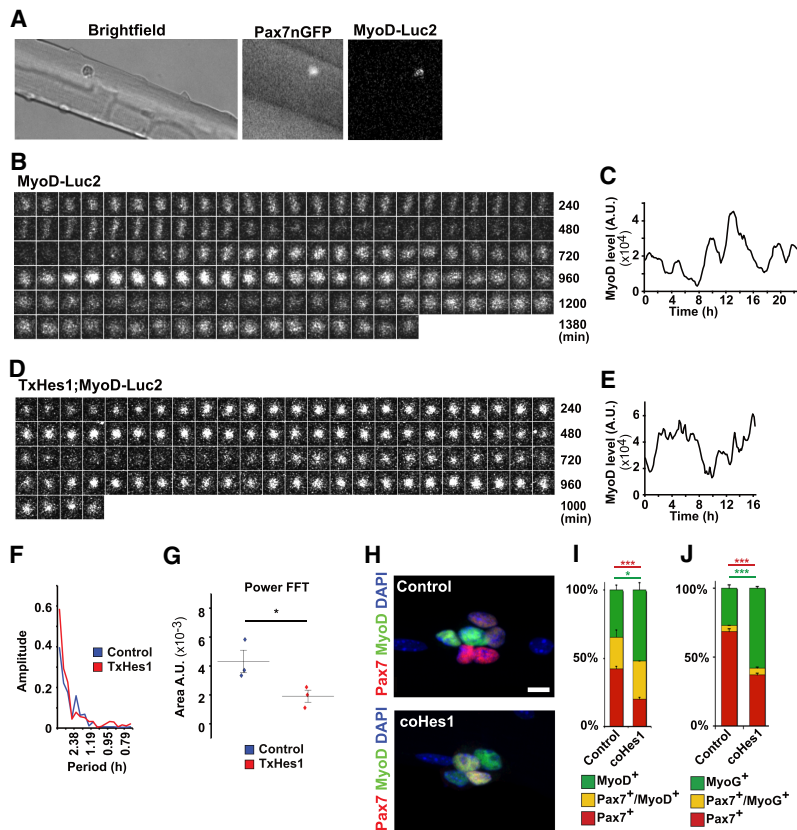 A
Brightfield
Pax7nGFP
MyoD-Luc2
B
MyoD-Luc2
240
480
720
960
1200
1380
(min)
C
MyoD level (A.U.)
(x10⁴)
4
2
0
0 4 8 12 16 20
Time (h)
D
TxHes1;MyoD-Luc2
240
480
720
960
1000
(min)
E
MyoD level (A.U.)
(x10⁴)
6
4
2
0
0 4 8 12 16
Time (h)
F
Amplitude
0.6
0.4
0.2
0
Control
TxHes1
2.38 1.19 0.95 0.79
Period (h)
G
Power FFT
*
Area A.U. (x10-3)
8
6
4
2
0
Control
TxHes1
H
Control
Pax7 MyoD DAPI
coHes1
Pax7 MyoD DAPI
I
***
*
100%
50%
0%
Control
coHes1
MyoD⁺
Pax7⁺/MyoD⁺
Pax7⁺
J
***
***
100%
50%
0%
Control
coHes1
MyoG⁺
Pax7⁺/MyoG⁺
Pax7⁺